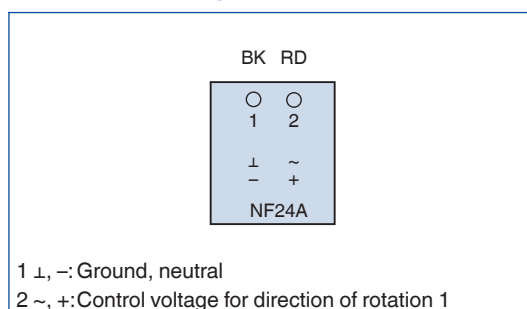 BK RD
1 2
⊥ ~
– +
NF24A
1 ⊥, –: Ground, neutral
2 ~, +:Control voltage for direction of rotation 1